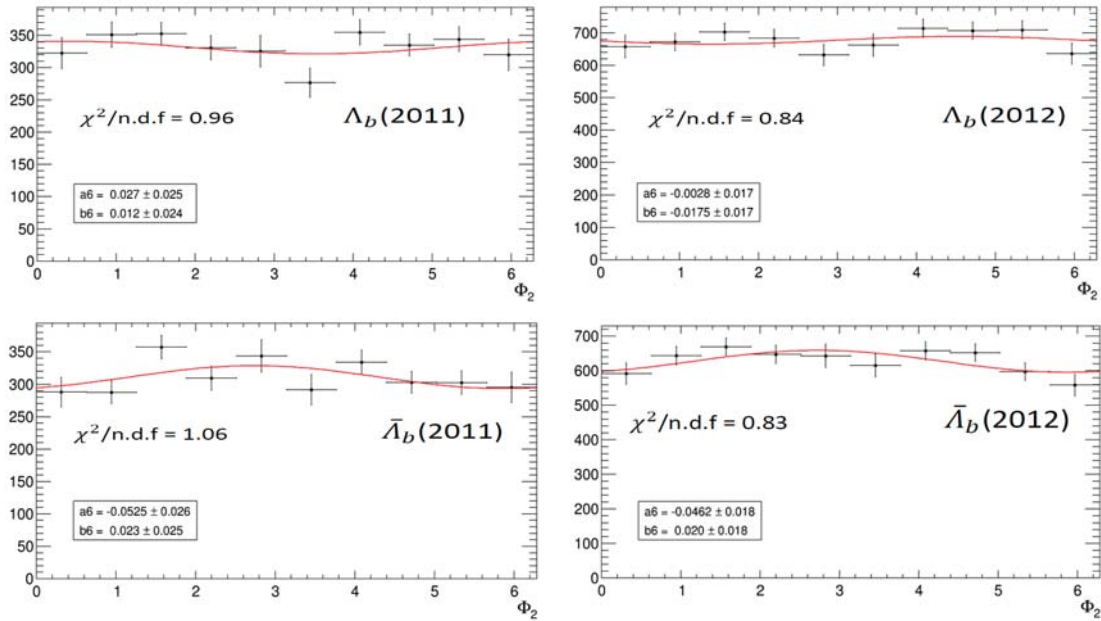 350
300
250
200
150
100
50
0
χ²/n.d.f = 0.96
Λ_b(2011)
a6 = 0.027 ± 0.025
b6 = 0.012 ± 0.024
0 1 2 3 4 5 6
Φ₂
700
600
500
400
300
200
100
0
χ²/n.d.f = 0.84
Λ_b(2012)
a6 = -0.0028 ± 0.017
b6 = -0.0175 ± 0.017
0 1 2 3 4 5 6
Φ₂
350
300
250
200
150
100
50
0
χ²/n.d.f = 1.06
Λ̄_b(2011)
a6 = -0.0525 ± 0.026
b6 = 0.023 ± 0.025
0 1 2 3 4 5 6
Φ₂
700
600
500
400
300
200
100
0
χ²/n.d.f = 0.83
Λ̄_b(2012)
a6 = -0.0462 ± 0.018
b6 = 0.020 ± 0.018
0 1 2 3 4 5 6
Φ₂